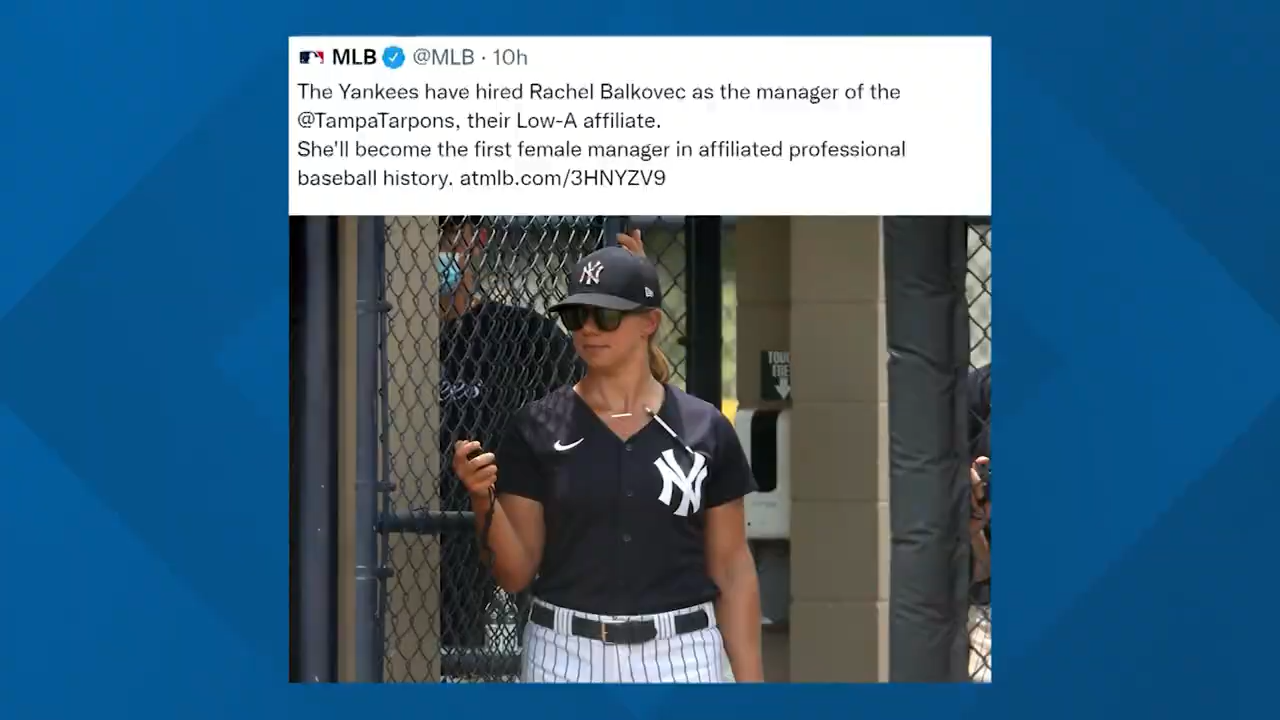 MLB @MLB · 10h
The Yankees have hired Rachel Balkovec as the manager of the
@TampaTarpons, their Low-A affiliate.
She'll become the first female manager in affiliated professional
baseball history. atmlb.com/3HNYZV9
NY
ees
NY